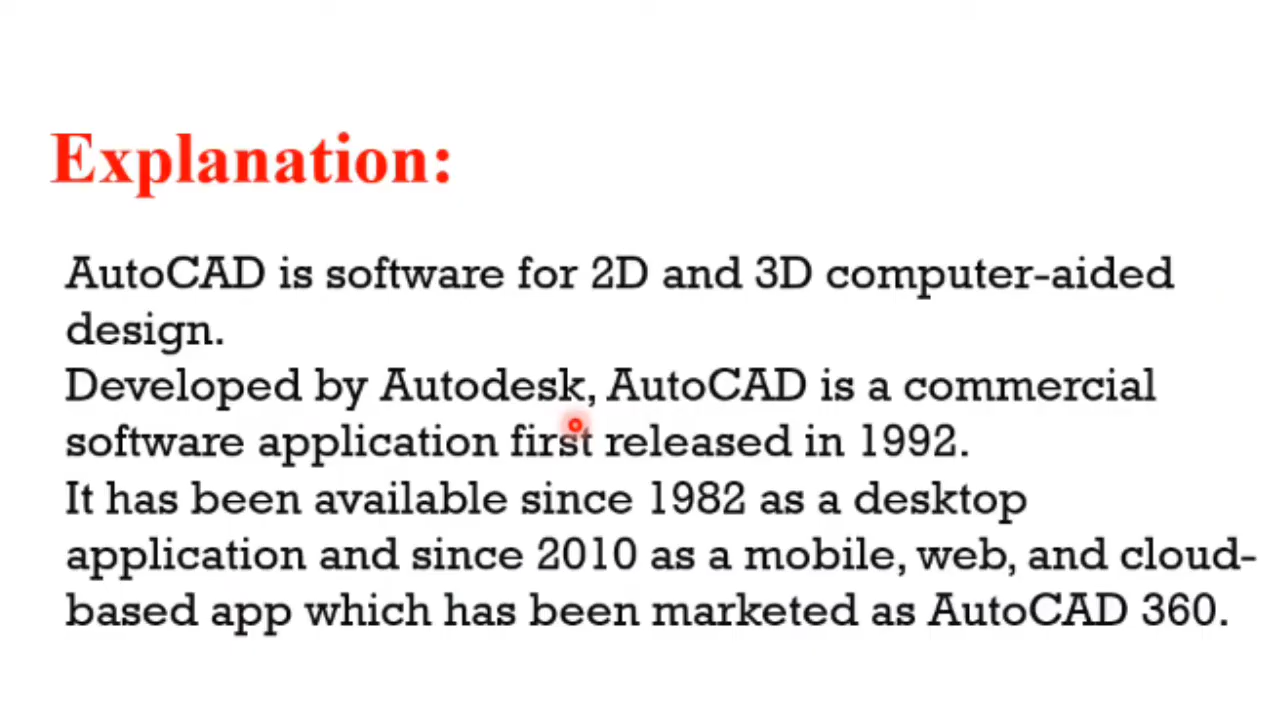 Explanation:
AutoCAD is software for 2D and 3D computer-aided
design.
Developed by Autodesk, AutoCAD is a commercial
software application first released in 1992.
It has been available since 1982 as a desktop
application and since 2010 as a mobile, web, and cloud-
based app which has been marketed as AutoCAD 360.